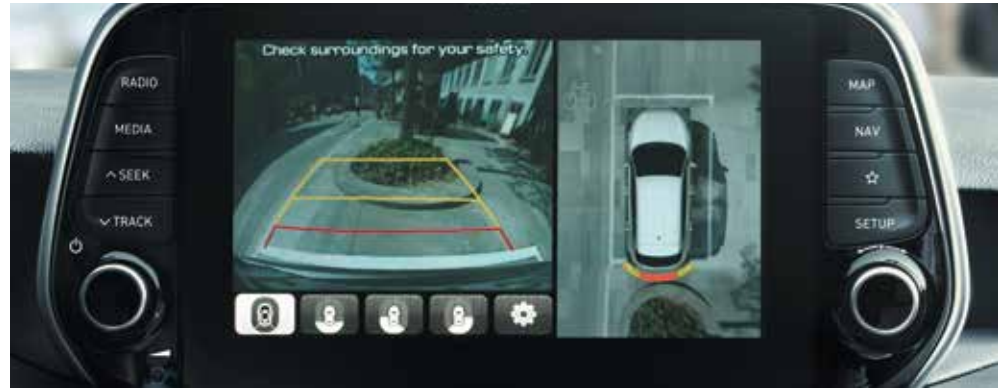 Check surroundings for your safety.
RADIO
MEDIA
SEEK
TRACK
MAP
NAV
SETUP